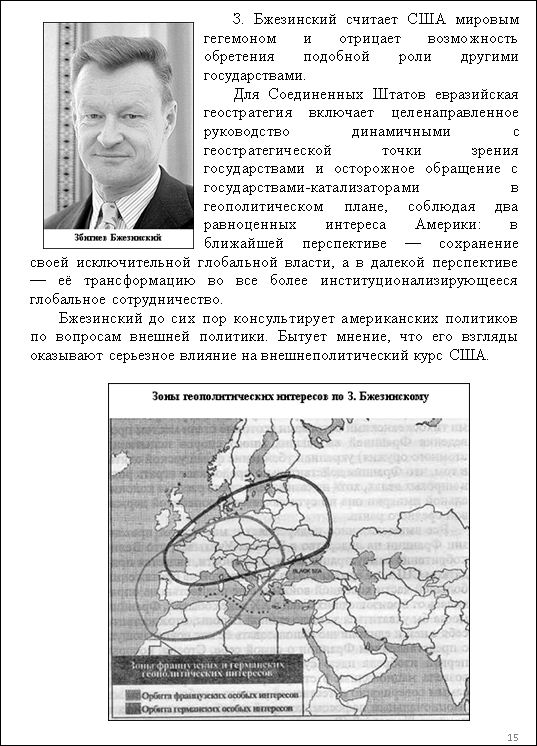 З. Бжезинский считает США мировым
гегемоном и отрицает возможность
обретения подобной роли другими
государствами.
Для Соединенных Штатов евразийская
геостратегия включает целенаправленное
руководство динамичными с
геостратегической точки зрения
государствами и осторожное обращение с
государствами-катализаторами в
геополитическом плане, соблюдая два
равноценных интереса Америки: в
ближайшей перспективе — сохранение
своей исключительной глобальной власти, а в далекой перспективе
— её трансформацию во все более институционализирующееся
глобальное сотрудничество.
Збигнев Бжезинский
Бжезинский до сих пор консультирует американских политиков
по вопросам внешней политики. Бытует мнение, что его взгляды
оказывают серьезное влияние на внешнеполитический курс США.
Зоны геополитических интересов по З. Бжезинскому
BLACK SEA
Зоны французских и германских
геополитических интересов
Орбита французских особых интересов
Орбита германских особых интересов
15